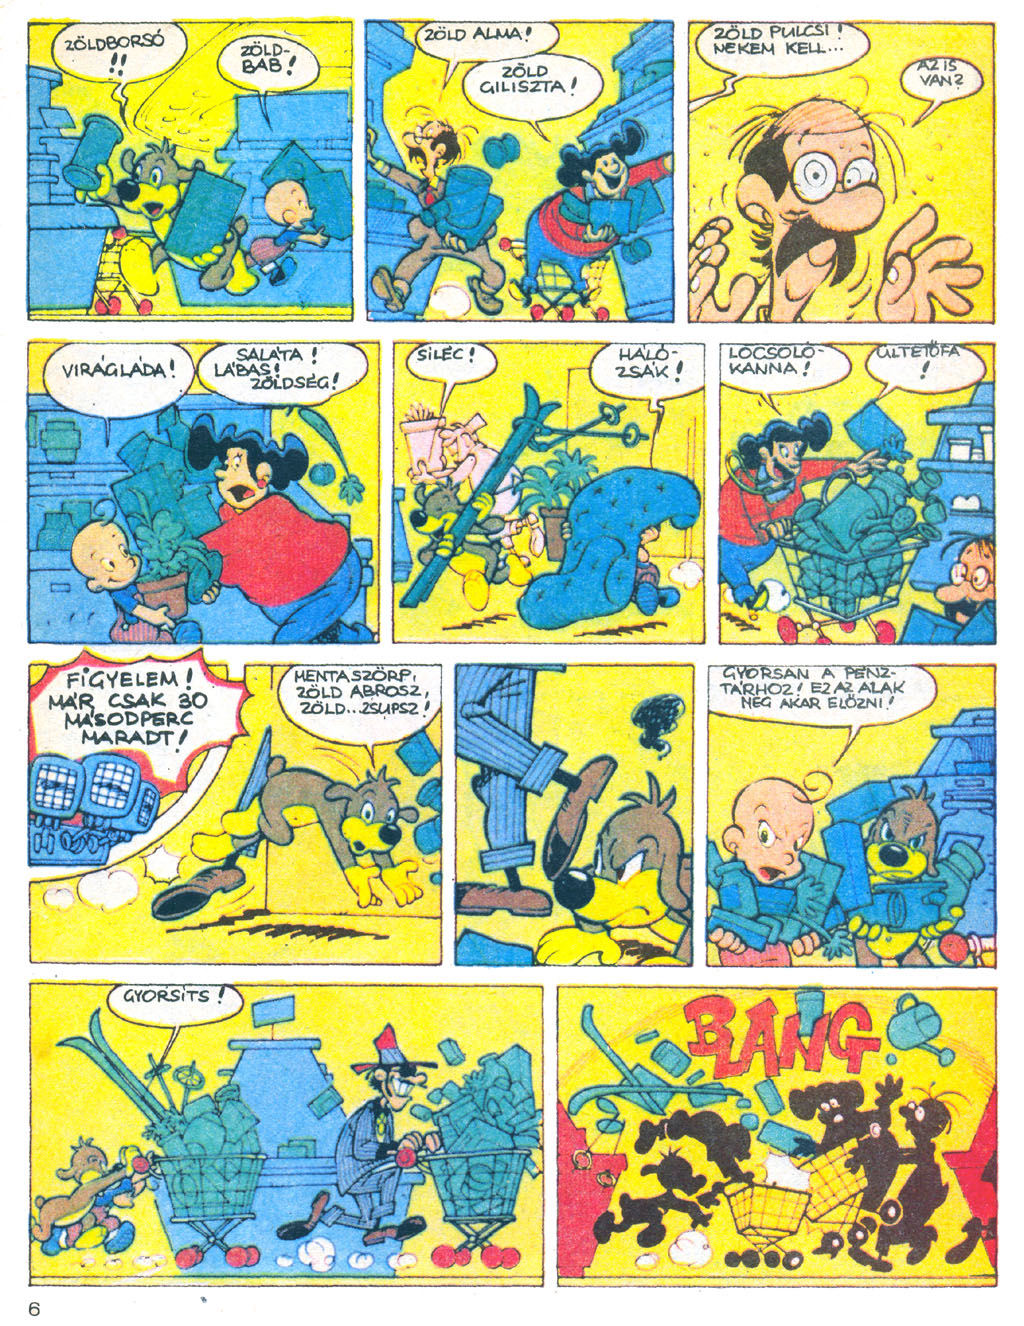 ZÖLDBORSÓ
!!
ZÖLD-
BAB!
ZÖLD ALMA!
ZÖLD
GILISZTA!
ZÖLD PULCSI!
NEKEM KELL...
AZ IS
VAN?
VIRÁGLÁDA!
SALÁTA!
LÁBAS!
ZÖLDSÉG!
SÍLÉC!
HÁLÓ-
ZSÁK!
LOCSOLÓ-
KANNA!
ÜLTETŐFA
!
FIGYELEM!
MÁR CSAK 30
MÁSODPERC
MARADT!
MENTASZÖRP,
ZÖLD ABROSZ,
ZÖLD...ZSUPSZ!
GYORSAN A PÉNZ-
TÁRHOZ! EZ AZ ALAK
MÉG AKAR ELŐZNI!
GYORSÍTS!
BLANG
6